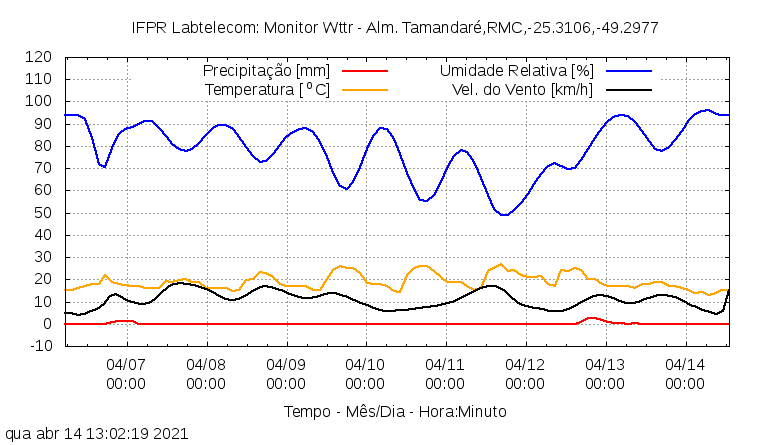 IFPR Labtelecom: Monitor Wttr - Alm. Tamandaré,RMC,-25.3106,-49.2977
Precipitação [mm]
Temperatura [⁰C]
Umidade Relativa [%]
Vel. do Vento [km/h]
120
110
100
90
80
70
60
50
40
30
20
10
0
-10
04/07 04/08 04/09 04/10 04/11 04/12 04/13 04/14
00:00 00:00 00:00 00:00 00:00 00:00 00:00 00:00
Tempo - Mês/Dia - Hora:Minuto
qua abr 14 13:02:19 2021